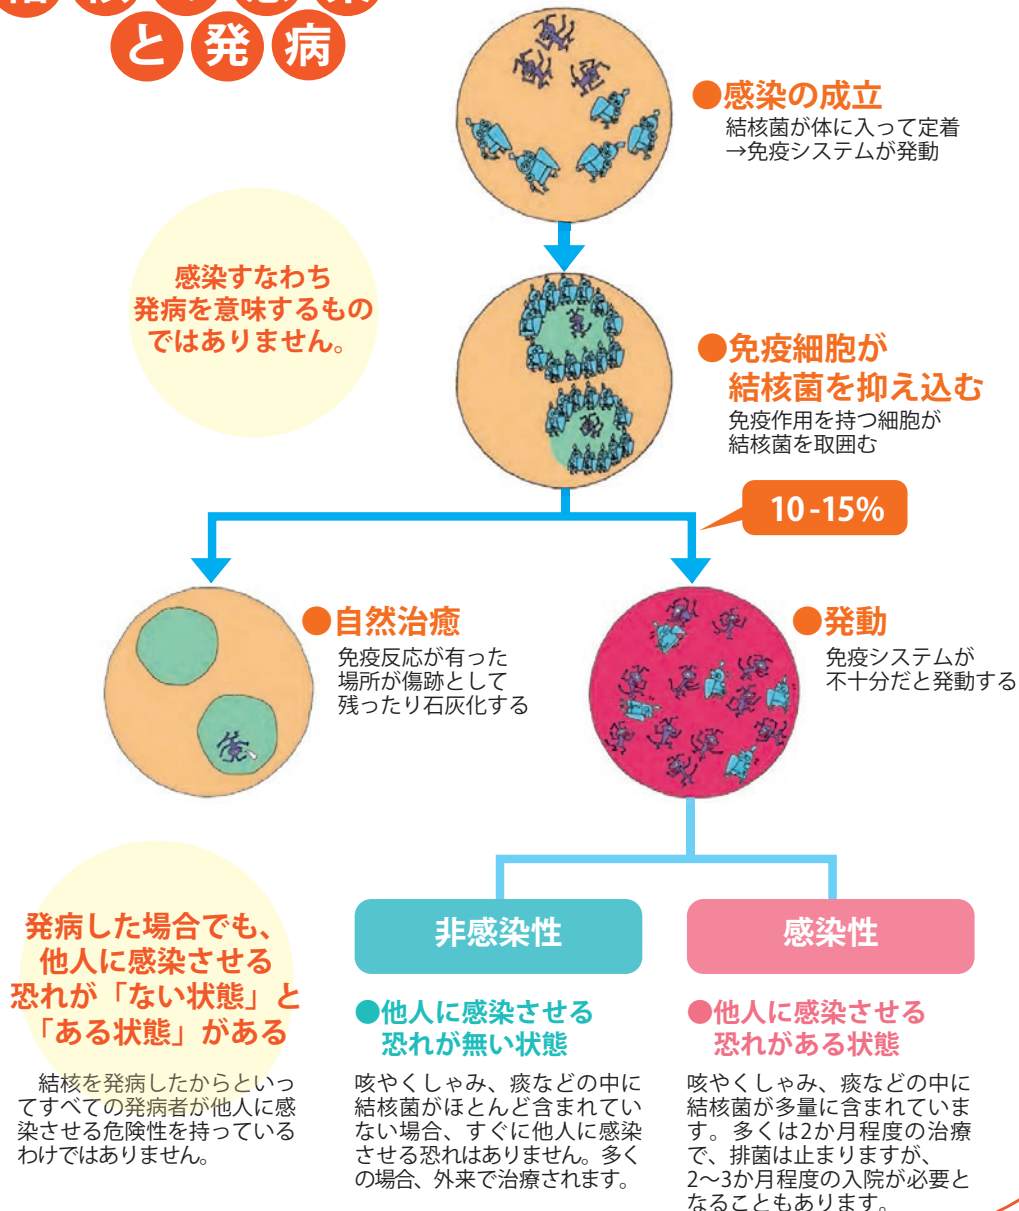 と発病
●感染の成立
結核菌が体に入って定着
→免疫システムが発動
感染すなわち
発病を意味するもの
ではありません。
●免疫細胞が
結核菌を抑え込む
免疫作用を持つ細胞が
結核菌を取囲む
10-15%
●自然治癒
免疫反応が有った
場所が傷跡として
残ったり石灰化する
●発動
免疫システムが
不十分だと発動する
発病した場合でも、
他人に感染させる
恐れが「ない状態」と
「ある状態」がある
結核を発病したからといっ
てすべての発病者が他人に感
染させる危険性を持っている
わけではありません。
非感染性
●他人に感染させる
恐れが無い状態
咳やくしゃみ、痰などの中に
結核菌がほとんど含まれてい
ない場合、すぐに他人に感染
させる恐れはありません。多く
の場合、外来で治療されます。
感染性
●他人に感染させる
恐れがある状態
咳やくしゃみ、痰などの中に
結核菌が多量に含まれていま
す。多くは2か月程度の治療
で、排菌は止まりますが、
2〜3か月程度の入院が必要と
なることもあります。